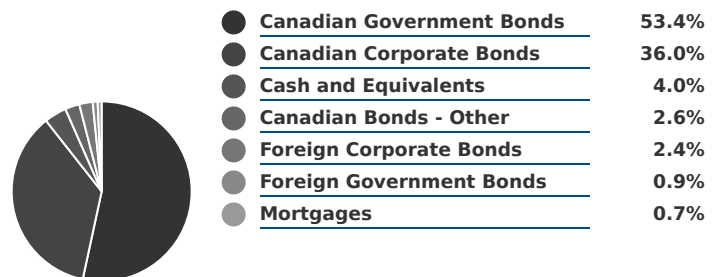 Canadian Government Bonds 53.4%
Canadian Corporate Bonds 36.0%
Cash and Equivalents 4.0%
Canadian Bonds - Other 2.6%
Foreign Corporate Bonds 2.4%
Foreign Government Bonds 0.9%
Mortgages 0.7%